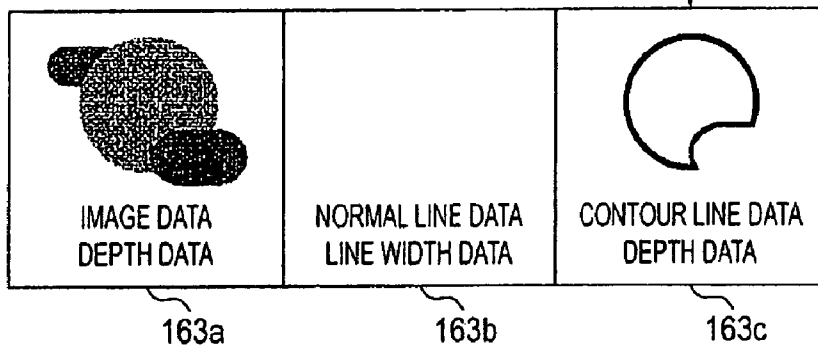 IMAGE DATA
DEPTH DATA
NORMAL LINE DATA
LINE WIDTH DATA
CONTOUR LINE DATA
DEPTH DATA
163a
163b
163c